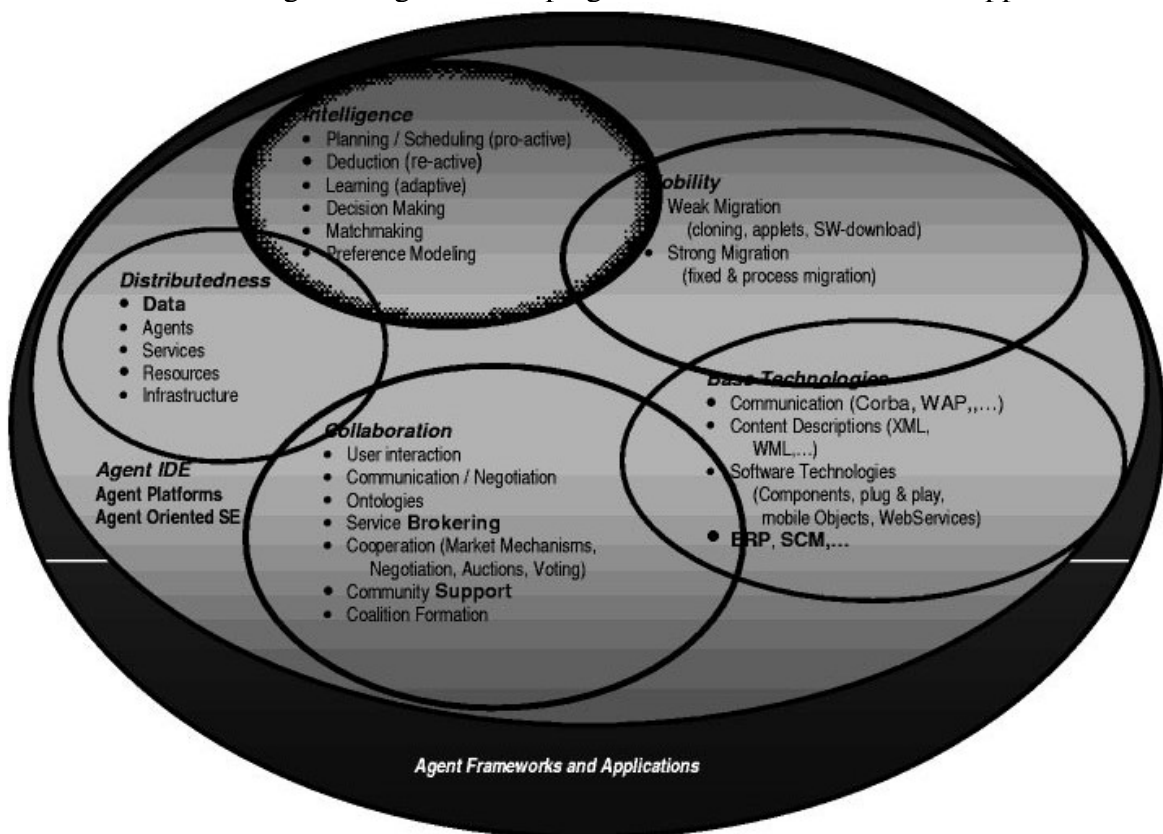 Intelligence
• Planning / Scheduling (pro-active)
• Deduction (re-active)
• Learning (adaptive)
• Decision Making
• Matchmaking
• Preference Modeling
Mobility
Weak Migration
(cloning, applets, SW-download)
• Strong Migration
(fixed & process migration)
Distributedness
• Data
• Agents
• Services
• Resources
• Infrastructure
Base Technologies
• Communication (Corba, WAP,,...)
• Content Descriptions (XML,
WML,...)
• Software Technologies
(Components, plug & play,
mobile Objects, WebServices)
• ERP, SCM,...
Collaboration
• User interaction
• Communication / Negotiation
• Ontologies
• Service Brokering
• Cooperation (Market Mechanisms,
Negotiation, Auctions, Voting)
• Community Support
• Coalition Formation
Agent IDE
Agent Platforms
Agent Oriented SE
Agent Frameworks and Applications